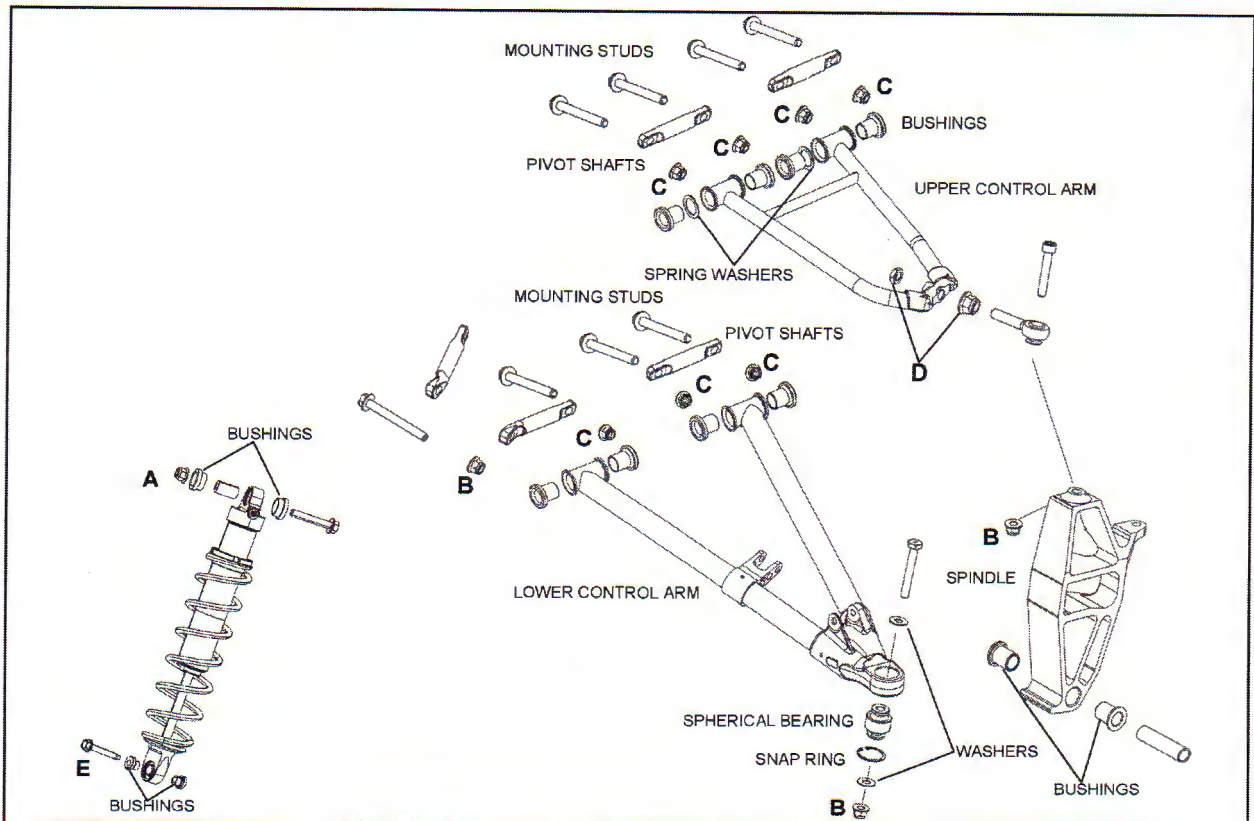 MOUNTING STUDS
C
C
BUSHINGS
C
PIVOT SHAFTS
C
UPPER CONTROL ARM
SPRING WASHERS
MOUNTING STUDS
PIVOT SHAFTS
D
C
C
BUSHINGS
C
A
B
B
SPINDLE
LOWER CONTROL ARM
SPHERICAL BEARING
WASHERS
SNAP RING
E
BUSHINGS
BUSHINGS
B